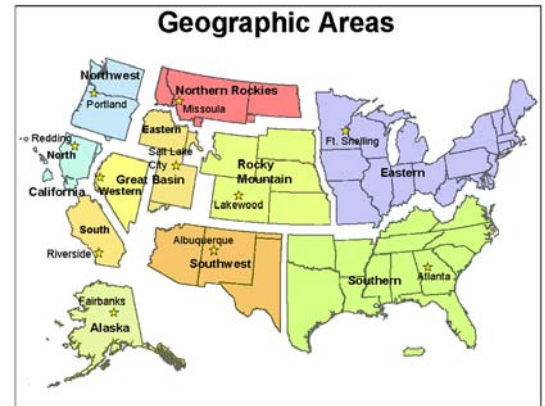 Geographic Areas
Northwest
Portland
Northern Rockies
Missoula
Redding
North
California
Eastern
Salt Lake
City
Great Basin
Western
Rocky
Mountain
Lakewood
Ft. Snelling
Eastern
South
Riverside
Albuquerque
Southwest
Southern
Atlanta
Fairbanks
Alaska